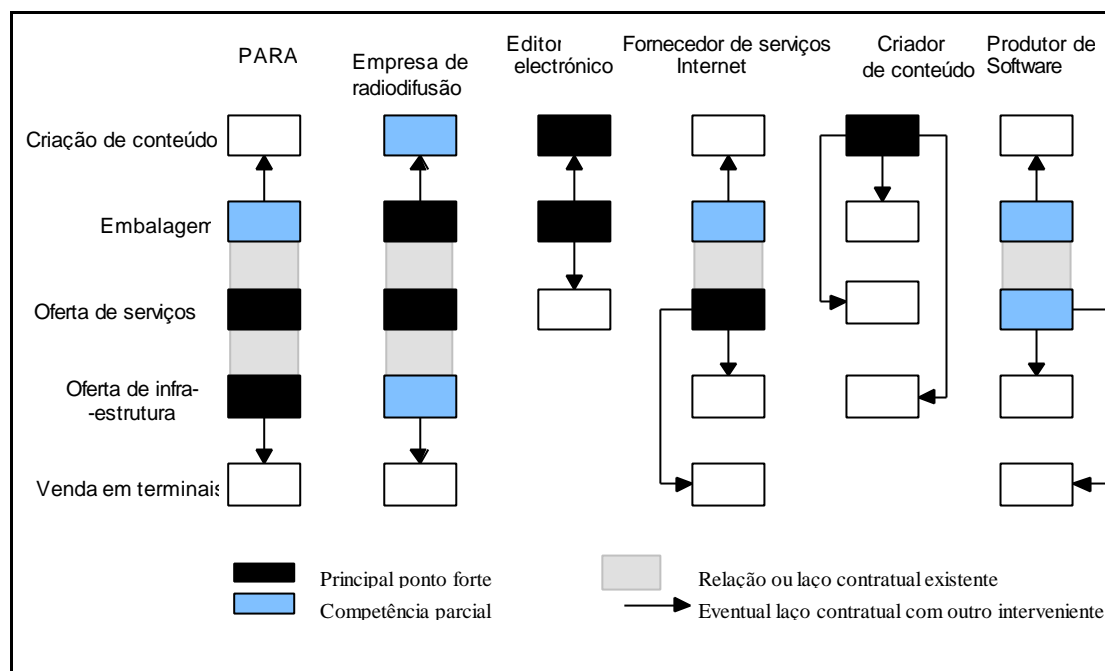 PARA
Empresa de
radiodifusão
Editor
electrónico
Fornecedor de serviços
Internet
Criador
de conteúdo
Produtor de
Software
Criação de conteúdo
Embalagem
Oferta de serviços
Oferta de infra-
-estrutura
Venda em terminais
Principal ponto forte
Competência parcial
Relação ou laço contratual existente
Eventual laço contratual com outro interveniente